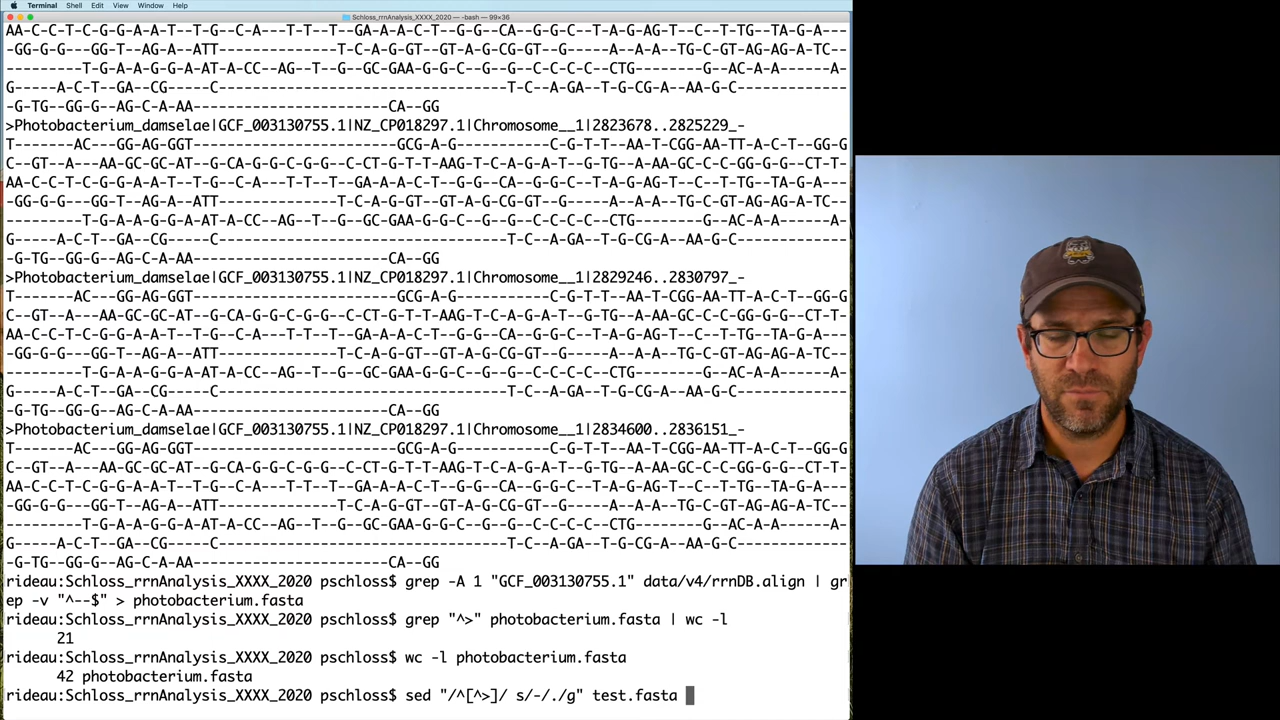 Terminal Shell Edit View Window Help
Schloss_rrnAnalysis_XXXX_2020 — -bash — 99×36
AA-C-C-T-C-G-G-A-A-T--T-G--C--A---T--T--T--GA-A-A-C-T--G-G--CA--G-G-C--T-A-G-AG-T--C--T-TG--TA-G-A---
-GG-G-G---GG-T--AG-A--ATT--------------T-C-A-G-GT--GT-A-G-CG-GT--G-----A--A-A--TG-C-GT-AG-AG-A-TC--
----------T-G-A-A-G-G-A-AT-A-CC--AG--T--G--GC-GAA-G-G-C--G--G--C-C-C-C--CTG---------G--AC-A-A------A-
G-----A-C-T--GA--CG-----C----------------------------------T-C--A-GA--T-G-CG-A--AA-G-C-------------
-G-TG--GG-G--AG-C-A-AA-----------------------CA--GG
>Photobacterium_damselae|GCF_003130755.1|NZ_CP018297.1|Chromosome__1|2823678..2825229_-
T-------AC---GG-AG-GGT------------------------GCG-A-G-----------C-G-T-T--AA-T-CGG-AA-TT-A-C-T--GG-G
C--GT--A---AA-GC-GC-AT--G-CA-G-G-C-G-G--C-CT-G-T-T-AAG-T-C-A-G-A-T--G-TG--A-AA-GC-C-C-GG-G-G--CT-T-
AA-C-C-T-C-G-G-A-A-T--T-G--C--A---T--T--T--GA-A-A-C-T--G-G--CA--G-G-C--T-A-G-AG-T--C--T-TG--TA-G-A---
-GG-G-G---GG-T--AG-A--ATT--------------T-C-A-G-GT--GT-A-G-CG-GT--G-----A--A-A--TG-C-GT-AG-AG-A-TC--
----------T-G-A-A-G-G-A-AT-A-CC--AG--T--G--GC-GAA-G-G-C--G--G--C-C-C-C--CTG---------G--AC-A-A------A-
G-----A-C-T--GA--CG-----C----------------------------------T-C--A-GA--T-G-CG-A--AA-G-C-------------
-G-TG--GG-G--AG-C-A-AA-----------------------CA--GG
>Photobacterium_damselae|GCF_003130755.1|NZ_CP018297.1|Chromosome__1|2829246..2830797_-
T-------AC---GG-AG-GGT------------------------GCG-A-G-----------C-G-T-T--AA-T-CGG-AA-TT-A-C-T--GG-G
C--GT--A---AA-GC-GC-AT--G-CA-G-G-C-G-G--C-CT-G-T-T-AAG-T-C-A-G-A-T--G-TG--A-AA-GC-C-C-GG-G-G--CT-T-
AA-C-C-T-C-G-G-A-A-T--T-G--C--A---T--T--T--GA-A-A-C-T--G-G--CA--G-G-C--T-A-G-AG-T--C--T-TG--TA-G-A---
-GG-G-G---GG-T--AG-A--ATT--------------T-C-A-G-GT--GT-A-G-CG-GT--G-----A--A-A--TG-C-GT-AG-AG-A-TC--
----------T-G-A-A-G-G-A-AT-A-CC--AG--T--G--GC-GAA-G-G-C--G--G--C-C-C-C--CTG---------G--AC-A-A------A-
G-----A-C-T--GA--CG-----C----------------------------------T-C--A-GA--T-G-CG-A--AA-G-C-------------
-G-TG--GG-G--AG-C-A-AA-----------------------CA--GG
>Photobacterium_damselae|GCF_003130755.1|NZ_CP018297.1|Chromosome__1|2834600..2836151_-
T-------AC---GG-AG-GGT------------------------GCG-A-G-----------C-G-T-T--AA-T-CGG-AA-TT-A-C-T--GG-G
C--GT--A---AA-GC-GC-AT--G-CA-G-G-C-G-G--C-CT-G-T-T-AAG-T-C-A-G-A-T--G-TG--A-AA-GC-C-C-GG-G-G--CT-T-
AA-C-C-T-C-G-G-A-A-T--T-G--C--A---T--T--T--GA-A-A-C-T--G-G--CA--G-G-C--T-A-G-AG-T--C--T-TG--TA-G-A---
-GG-G-G---GG-T--AG-A--ATT--------------T-C-A-G-GT--GT-A-G-CG-GT--G-----A--A-A--TG-C-GT-AG-AG-A-TC--
----------T-G-A-A-G-G-A-AT-A-CC--AG--T--G--GC-GAA-G-G-C--G--G--C-C-C-C--CTG---------G--AC-A-A------A-
G-----A-C-T--GA--CG-----C----------------------------------T-C--A-GA--T-G-CG-A--AA-G-C-------------
-G-TG--GG-G--AG-C-A-AA-----------------------CA--GG
rideau:Schloss_rrnAnalysis_XXXX_2020 pschloss$ grep -A 1 "GCF_003130755.1" data/v4/rrnDB.align | gr
ep -v "^--$" > photobacterium.fasta
rideau:Schloss_rrnAnalysis_XXXX_2020 pschloss$ grep "^>" photobacterium.fasta | wc -l
21
rideau:Schloss_rrnAnalysis_XXXX_2020 pschloss$ wc -l photobacterium.fasta
42 photobacterium.fasta
rideau:Schloss_rrnAnalysis_XXXX_2020 pschloss$ sed "/^[^>]/ s/-/./g" test.fasta